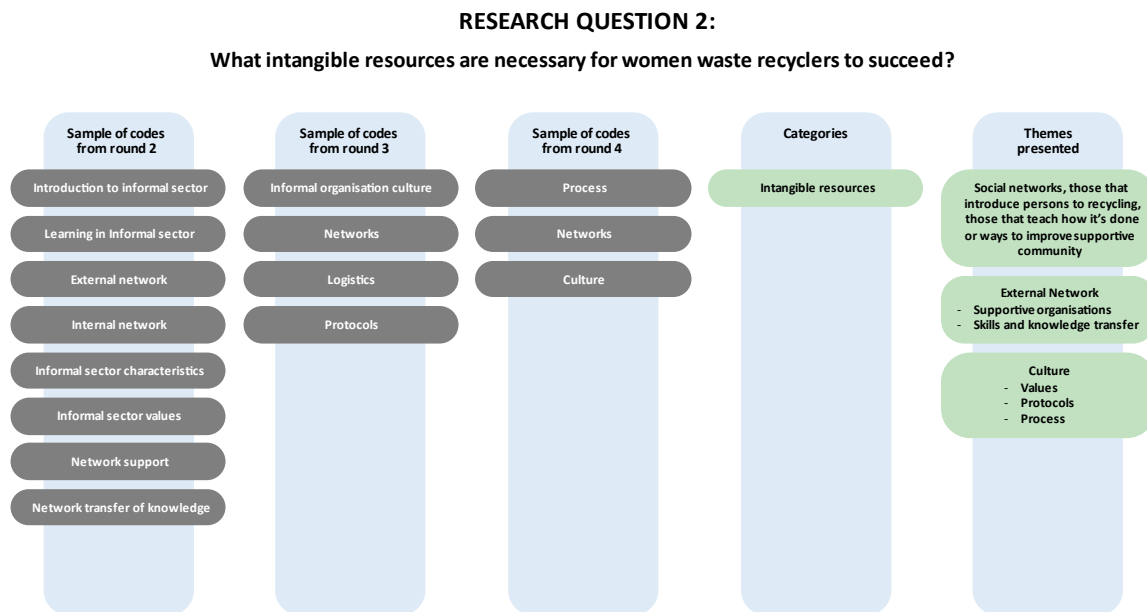 RESEARCH QUESTION 2:
What intangible resources are necessary for women waste recyclers to succeed?
Sample of codes
from round 2
Introduction to informal sector
Learning in Informal sector
External network
Internal network
Informal sector characteristics
Informal sector values
Network support
Network transfer of knowledge
Sample of codes
from round 3
Informal organisation culture
Networks
Logistics
Protocols
Sample of codes
from round 4
Process
Networks
Culture
Categories
Intangible resources
Themes
presented
Social networks, those that
introduce persons to recycling,
those that teach how it's done
or ways to improve supportive
community
External Network
- Supportive organisations
- Skills and knowledge transfer
Culture
- Values
- Protocols
- Process